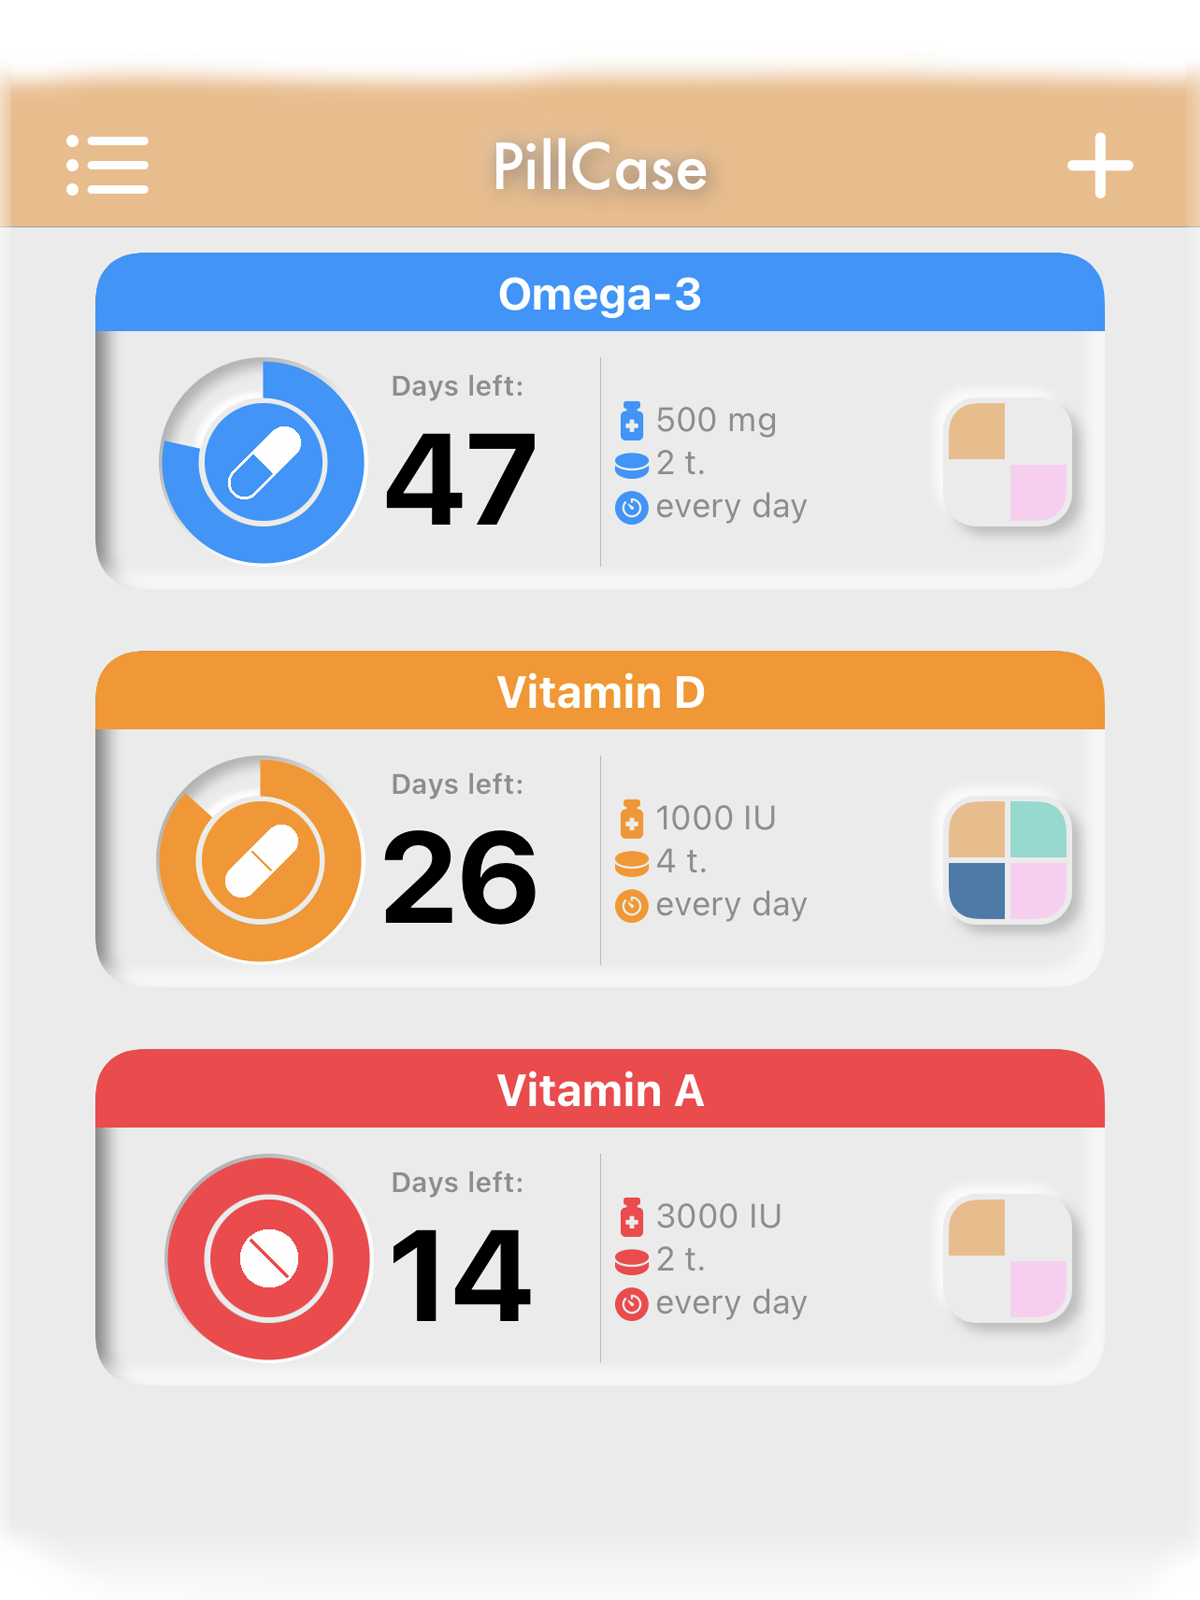 PillCase
Omega-3
Days left:
47
500 mg
2 t.
every day
Vitamin D
Days left:
26
1000 IU
4 t.
every day
Vitamin A
Days left:
14
3000 IU
2 t.
every day